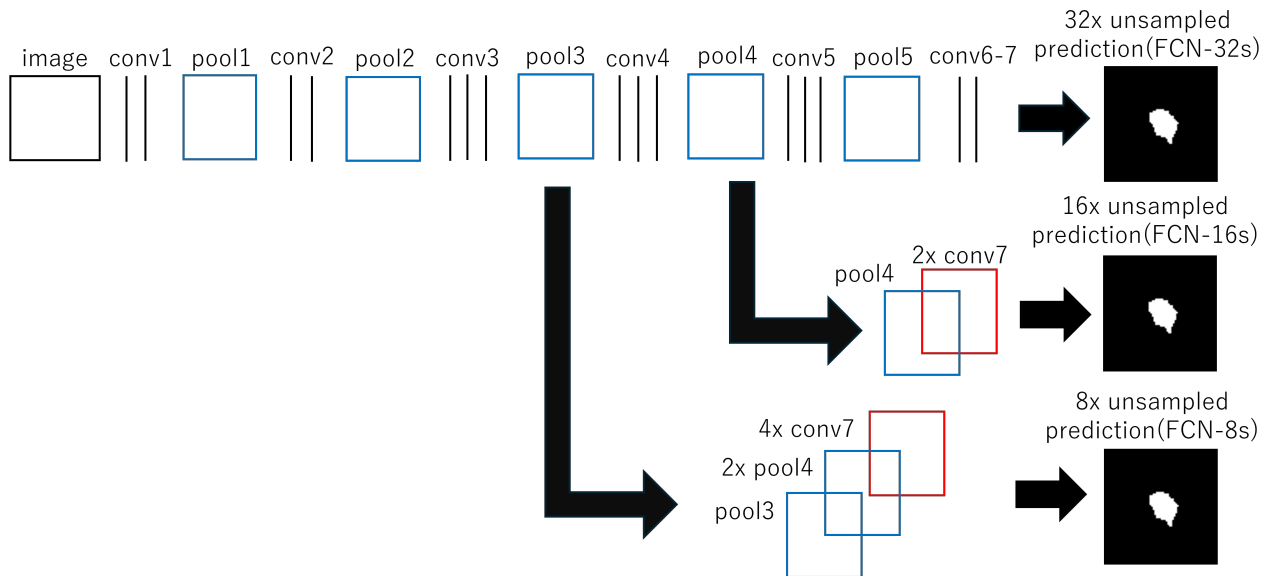 image
conv1
pool1
conv2
pool2
conv3
pool3
conv4
pool4
conv5
pool5
conv6-7
32x unsampled
prediction(FCN-32s)
16x unsampled
prediction(FCN-16s)
2x conv7
pool4
8x unsampled
prediction(FCN-8s)
4x conv7
2x pool4
pool3